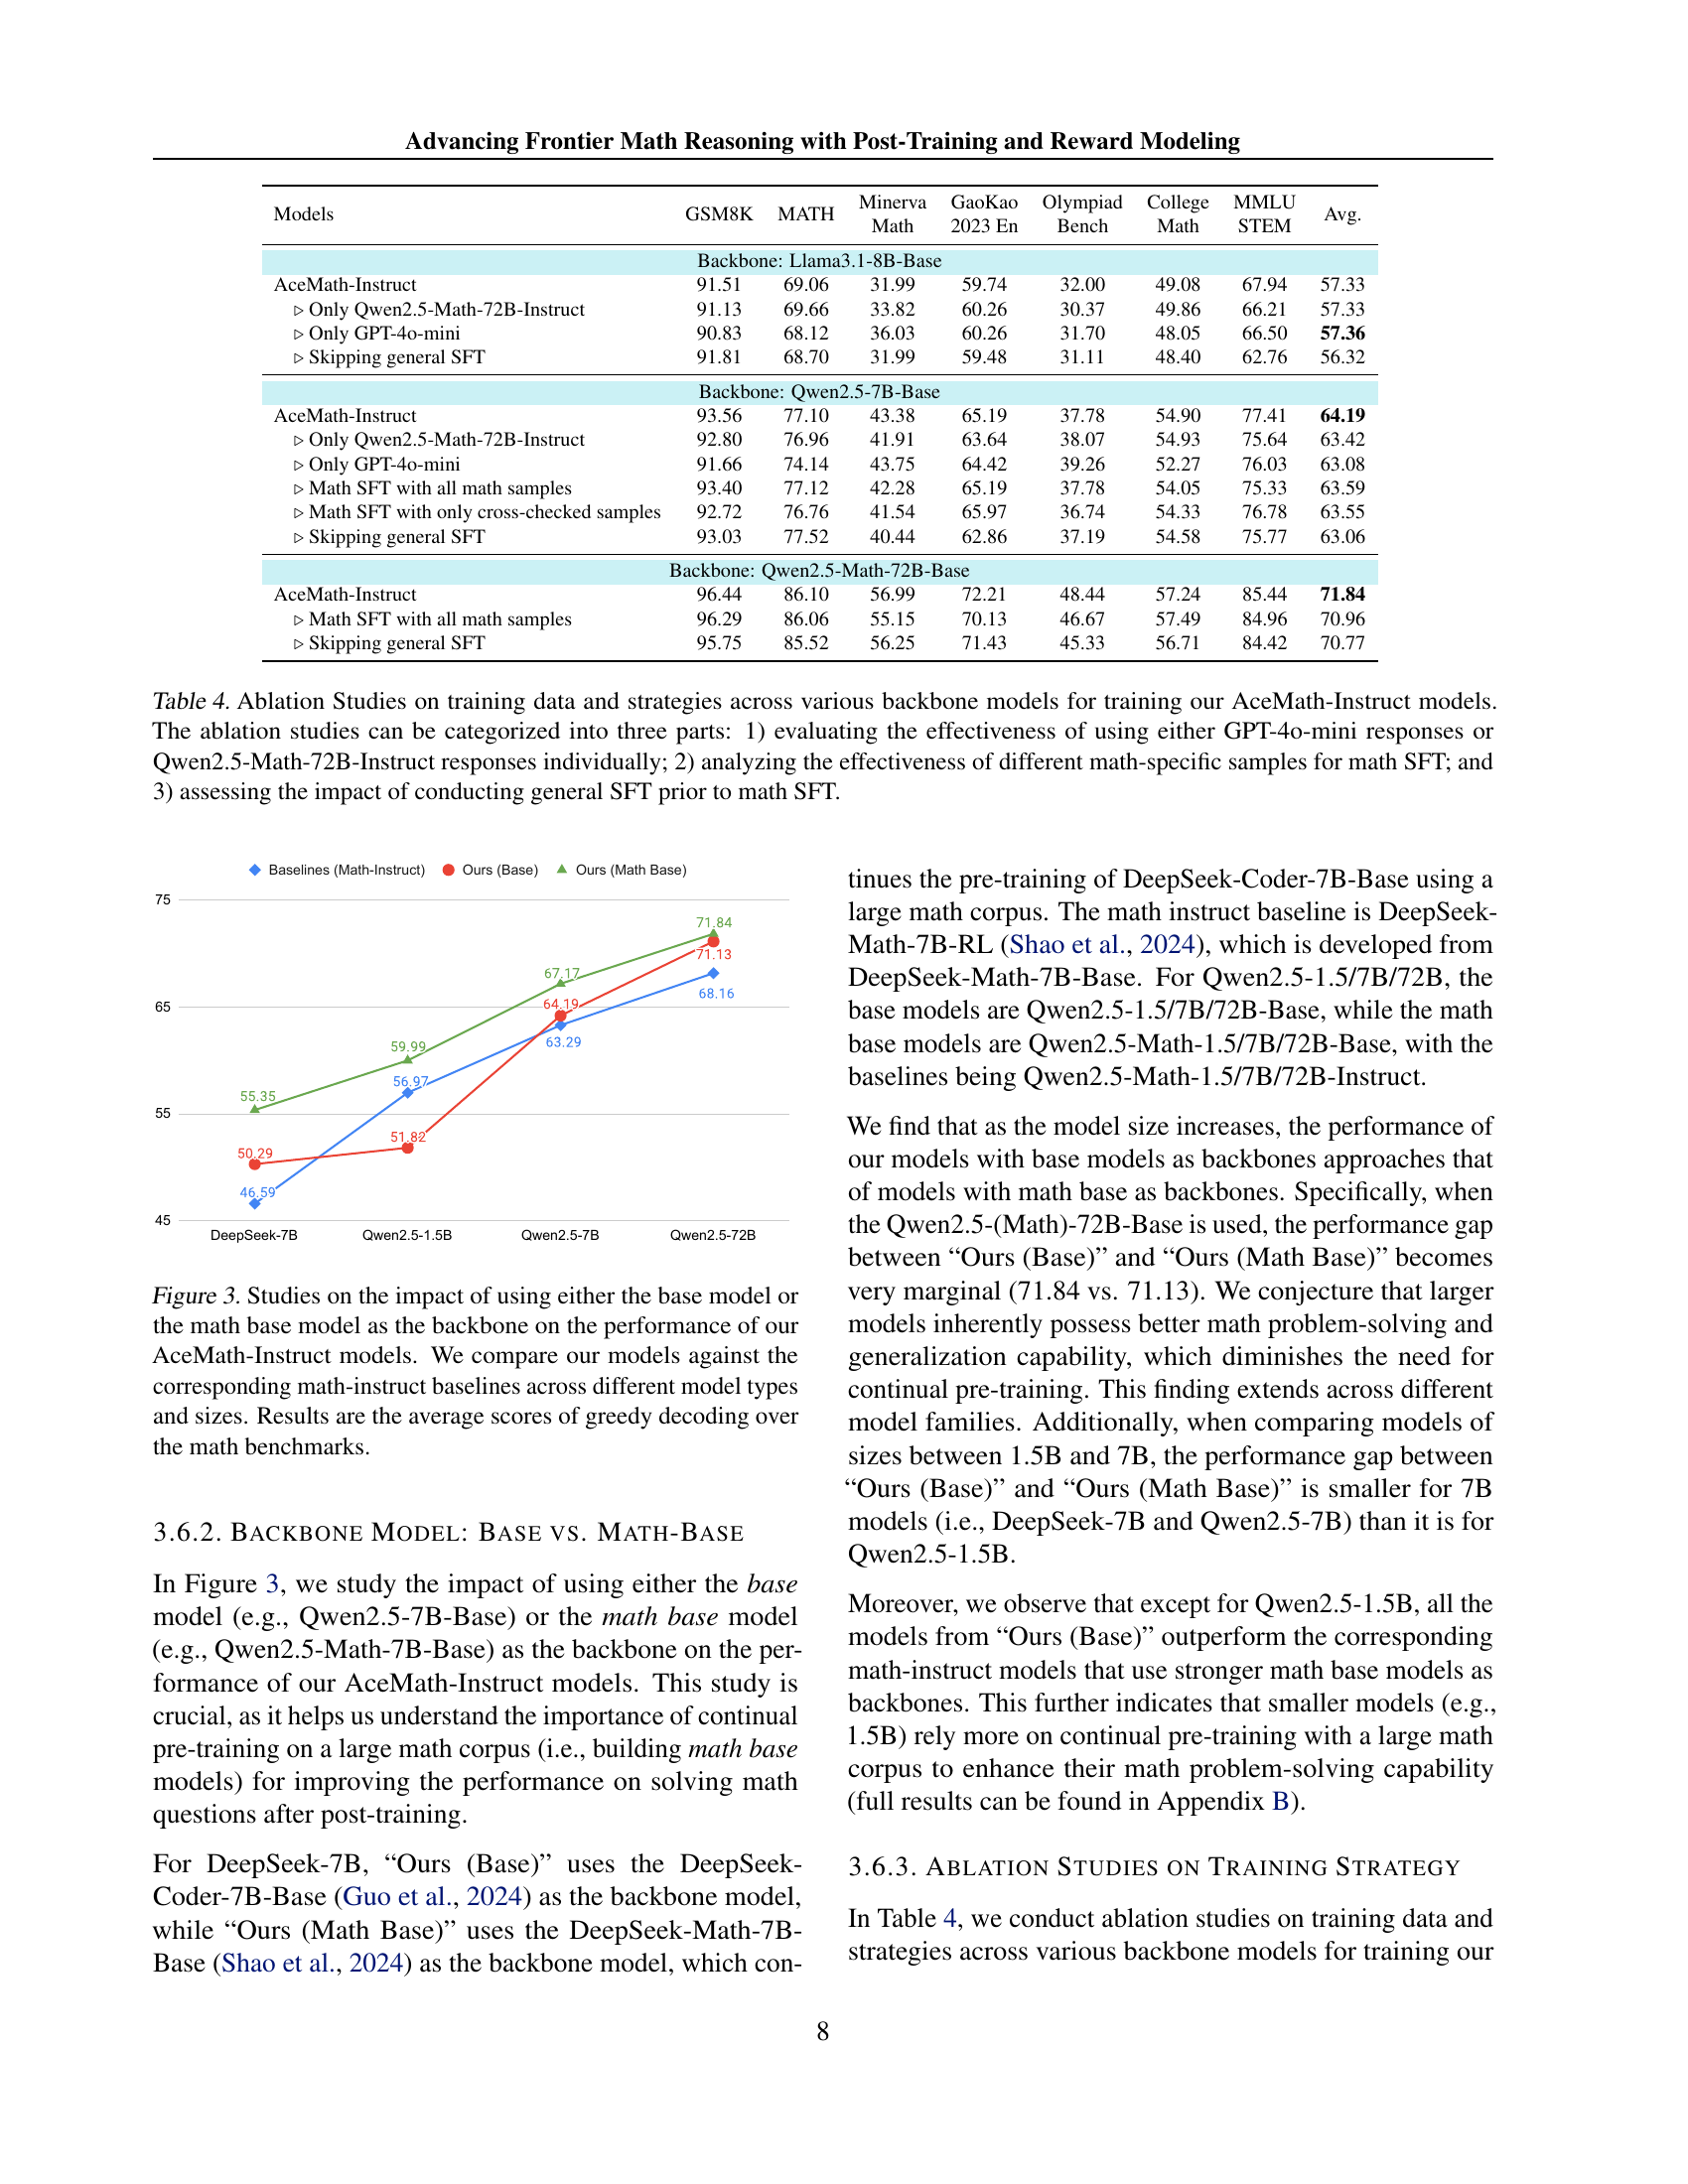 Advancing Frontier Math Reasoning with Post-Training and Reward Modeling
Models GSM8K MATH Minerva Math GaoKao 2023 En Olympiad Bench College Math MMLU STEM Avg.
Backbone: Llama3.1-8B-Base
AceMath-Instruct 91.51 69.06 31.99 59.74 32.00 49.08 67.94 57.33
▷ Only Qwen2.5-Math-72B-Instruct 91.13 69.66 33.82 60.26 30.37 49.86 66.21 57.33
▷ Only GPT-4o-mini 90.83 68.12 36.03 60.26 31.70 48.05 66.50 57.36
▷ Skipping general SFT 91.81 68.70 31.99 59.48 31.11 48.40 62.76 56.32
Backbone: Qwen2.5-7B-Base
AceMath-Instruct 93.56 77.10 43.38 65.19 37.78 54.90 77.41 64.19
▷ Only Qwen2.5-Math-72B-Instruct 92.80 76.96 41.91 63.64 38.07 54.93 75.64 63.42
▷ Only GPT-4o-mini 91.66 74.14 43.75 64.42 39.26 52.27 76.03 63.08
▷ Math SFT with all math samples 93.40 77.12 42.28 65.19 37.78 54.05 75.33 63.59
▷ Math SFT with only cross-checked samples 92.72 76.76 41.54 65.97 36.74 54.33 76.78 63.55
▷ Skipping general SFT 93.03 77.52 40.44 62.86 37.19 54.58 75.77 63.06
Backbone: Qwen2.5-Math-72B-Base
AceMath-Instruct 96.44 86.10 56.99 72.21 48.44 57.24 85.44 71.84
▷ Math SFT with all math samples 96.29 86.06 55.15 70.13 46.67 57.49 84.96 70.96
▷ Skipping general SFT 95.75 85.52 56.25 71.43 45.33 56.71 84.42 70.77
Table 4. Ablation Studies on training data and strategies across various backbone models for training our AceMath-Instruct models.
The ablation studies can be categorized into three parts: 1) evaluating the effectiveness of using either GPT-4o-mini responses or
Qwen2.5-Math-72B-Instruct responses individually; 2) analyzing the effectiveness of different math-specific samples for math SFT; and
3) assessing the impact of conducting general SFT prior to math SFT.
Baselines (Math-Instruct) Ours (Base) Ours (Math Base)
75
65
55
45
71.84
71.13
68.16
67.17
64.19
63.29
59.99
56.97
51.82
55.35
50.29
46.59
DeepSeek-7B Qwen2.5-1.5B Qwen2.5-7B Qwen2.5-72B
Figure 3. Studies on the impact of using either the base model or
the math base model as the backbone on the performance of our
AceMath-Instruct models. We compare our models against the
corresponding math-instruct baselines across different model types
and sizes. Results are the average scores of greedy decoding over
the math benchmarks.
3.6.2. BACKBONE MODEL: BASE VS. MATH-BASE
In Figure 3, we study the impact of using either the base
model (e.g., Qwen2.5-7B-Base) or the math base model
(e.g., Qwen2.5-Math-7B-Base) as the backbone on the per-
formance of our AceMath-Instruct models. This study is
crucial, as it helps us understand the importance of continual
pre-training on a large math corpus (i.e., building math base
models) for improving the performance on solving math
questions after post-training.
For DeepSeek-7B, “Ours (Base)” uses the DeepSeek-
Coder-7B-Base (Guo et al., 2024) as the backbone model,
while “Ours (Math Base)” uses the DeepSeek-Math-7B-
Base (Shao et al., 2024) as the backbone model, which con-
tinues the pre-training of DeepSeek-Coder-7B-Base using a
large math corpus. The math instruct baseline is DeepSeek-
Math-7B-RL (Shao et al., 2024), which is developed from
DeepSeek-Math-7B-Base. For Qwen2.5-1.5/7B/72B, the
base models are Qwen2.5-1.5/7B/72B-Base, while the math
base models are Qwen2.5-Math-1.5/7B/72B-Base, with the
baselines being Qwen2.5-Math-1.5/7B/72B-Instruct.
We find that as the model size increases, the performance of
our models with base models as backbones approaches that
of models with math base as backbones. Specifically, when
the Qwen2.5-(Math)-72B-Base is used, the performance gap
between “Ours (Base)” and “Ours (Math Base)” becomes
very marginal (71.84 vs. 71.13). We conjecture that larger
models inherently possess better math problem-solving and
generalization capability, which diminishes the need for
continual pre-training. This finding extends across different
model families. Additionally, when comparing models of
sizes between 1.5B and 7B, the performance gap between
“Ours (Base)” and “Ours (Math Base)” is smaller for 7B
models (i.e., DeepSeek-7B and Qwen2.5-7B) than it is for
Qwen2.5-1.5B.
Moreover, we observe that except for Qwen2.5-1.5B, all the
models from “Ours (Base)” outperform the corresponding
math-instruct models that use stronger math base models as
backbones. This further indicates that smaller models (e.g.,
1.5B) rely more on continual pre-training with a large math
corpus to enhance their math problem-solving capability
(full results can be found in Appendix B).
3.6.3. ABLATION STUDIES ON TRAINING STRATEGY
In Table 4, we conduct ablation studies on training data and
strategies across various backbone models for training our
8